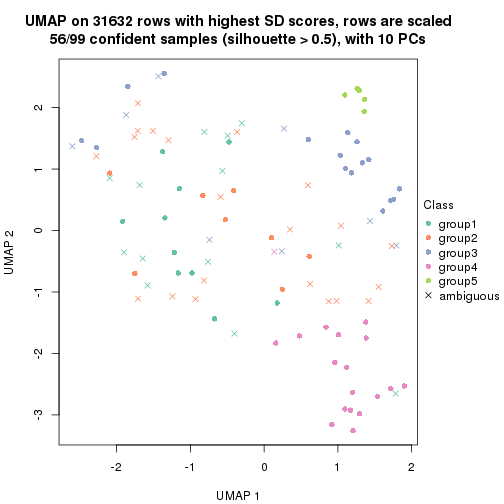 UMAP on 31632 rows with highest SD scores, rows are scaled
56/99 confident samples (silhouette > 0.5), with 10 PCs
2
1
0
-1
-2
-3
UMAP 2
-2
-1
0
1
2
UMAP 1
Class
group1
group2
group3
group4
group5
ambiguous